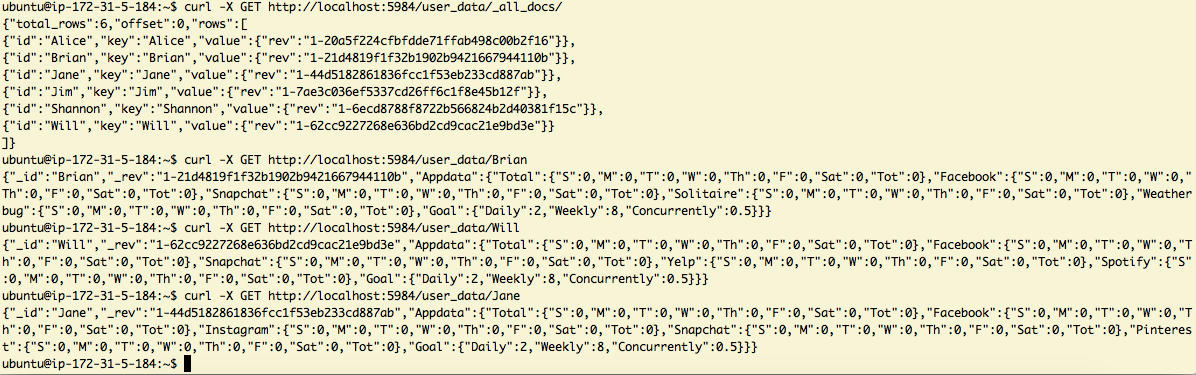 ubuntu@ip-172-31-5-184:~$ curl -X GET http://localhost:5984/user_data/_all_docs/
{"total_rows":6,"offset":0,"rows":[
{"id":"Alice","key":"Alice","value":{"rev":"1-20a5f224cfbfdde71ffab498c00b2f16"}},
{"id":"Brian","key":"Brian","value":{"rev":"1-21d4819f1f32b1902b9421667944110b"}},
{"id":"Jane","key":"Jane","value":{"rev":"1-44d5182861836fcc1f53eb233cd887ab"}},
{"id":"Jim","key":"Jim","value":{"rev":"1-7ae3c036ef5337cd26ff6c1f8e45b12f"}},
{"id":"Shannon","key":"Shannon","value":{"rev":"1-6ecd8788f8722b566824b2d40381f15c"}},
{"id":"Will","key":"Will","value":{"rev":"1-62cc9227268e636bd2cd9cac21e9bd3e"}}
]}
ubuntu@ip-172-31-5-184:~$ curl -X GET http://localhost:5984/user_data/Brian
{"_id":"Brian","_rev":"1-21d4819f1f32b1902b9421667944110b","Appdata":{"Total":{"S":0,"M":0,"T":0,"W":0,"Th":0,"F":0,"Sat":0,"Tot":0},"Facebook":{"S":0,"M":0,"T":0,"W":0,"
Th":0,"F":0,"Sat":0,"Tot":0},"Snapchat":{"S":0,"M":0,"T":0,"W":0,"Th":0,"F":0,"Sat":0,"Tot":0},"Solitaire":{"S":0,"M":0,"T":0,"W":0,"Th":0,"F":0,"Sat":0,"Tot":0},"Weather
bug":{"S":0,"M":0,"T":0,"W":0,"Th":0,"F":0,"Sat":0,"Tot":0},"Goal":{"Daily":2,"Weekly":8,"Concurrently":0.5}}}
ubuntu@ip-172-31-5-184:~$ curl -X GET http://localhost:5984/user_data/Will
{"_id":"Will","_rev":"1-62cc9227268e636bd2cd9cac21e9bd3e","Appdata":{"Total":{"S":0,"M":0,"T":0,"W":0,"Th":0,"F":0,"Sat":0,"Tot":0},"Facebook":{"S":0,"M":0,"T":0,"W":0,"T
h":0,"F":0,"Sat":0,"Tot":0},"Snapchat":{"S":0,"M":0,"T":0,"W":0,"Th":0,"F":0,"Sat":0,"Tot":0},"Yelp":{"S":0,"M":0,"T":0,"W":0,"Th":0,"F":0,"Sat":0,"Tot":0},"Spotify":{"S"
:0,"M":0,"T":0,"W":0,"Th":0,"F":0,"Sat":0,"Tot":0},"Goal":{"Daily":2,"Weekly":8,"Concurrently":0.5}}}
ubuntu@ip-172-31-5-184:~$ curl -X GET http://localhost:5984/user_data/Jane
{"_id":"Jane","_rev":"1-44d5182861836fcc1f53eb233cd887ab","Appdata":{"Total":{"S":0,"M":0,"T":0,"W":0,"Th":0,"F":0,"Sat":0,"Tot":0},"Facebook":{"S":0,"M":0,"T":0,"W":0,"T
h":0,"F":0,"Sat":0,"Tot":0},"Instagram":{"S":0,"M":0,"T":0,"W":0,"Th":0,"F":0,"Sat":0,"Tot":0},"Snapchat":{"S":0,"M":0,"T":0,"W":0,"Th":0,"F":0,"Sat":0,"Tot":0},"Pinter
est":{"S":0,"M":0,"T":0,"W":0,"Th":0,"F":0,"Sat":0,"Tot":0},"Goal":{"Daily":2,"Weekly":8,"Concurrently":0.5}}}
ubuntu@ip-172-31-5-184:~$